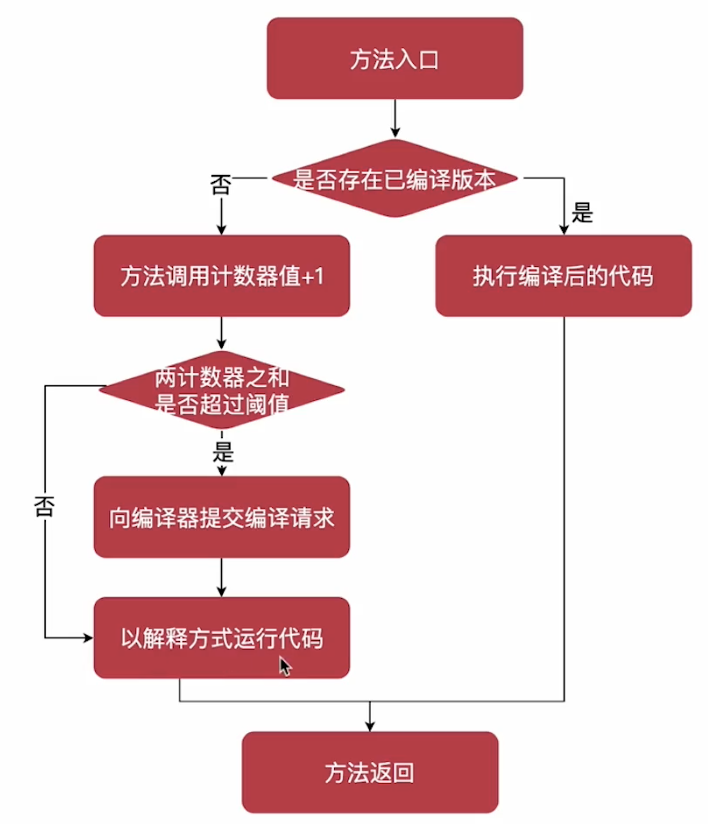 方法入口
是否存在已编译版本
否
是
方法调用计数器值+1
执行编译后的代码
两计数器之和
是否超过阈值
是
向编译器提交编译请求
否
以解释方式运行代码
方法返回